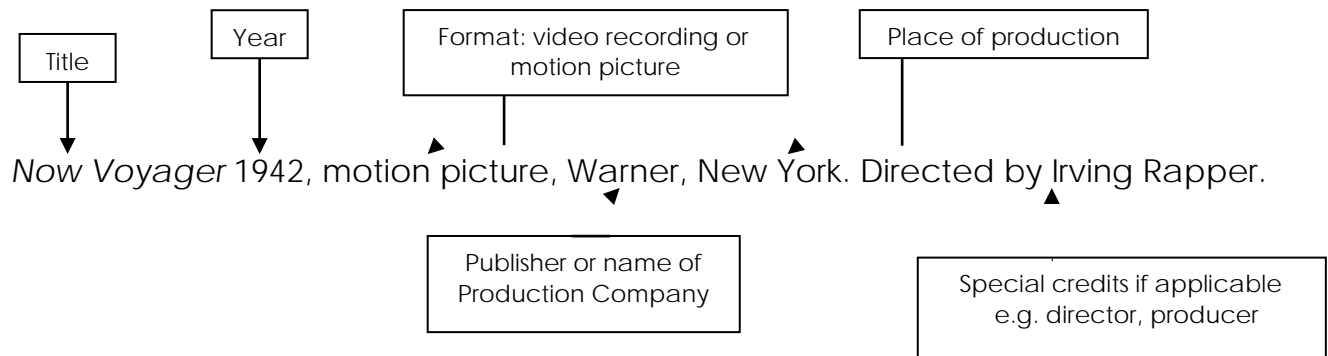 Title
Year
Format: video recording or
motion picture
Place of production
Now Voyager 1942, motion picture, Warner, New York. Directed by Irving Rapper.
Publisher or name of
Production Company
Special credits if applicable
e.g. director, producer